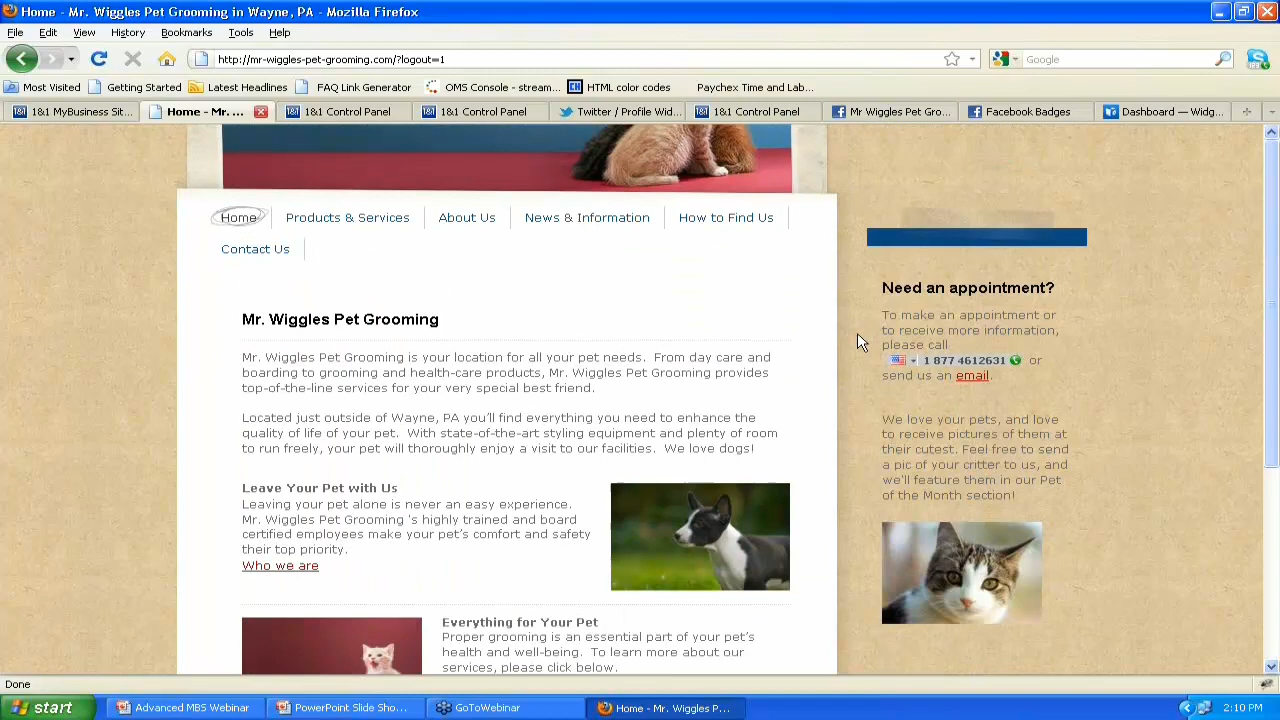 Home - Mr. Wiggles Pet Grooming in Wayne, PA - Mozilla Firefox
File Edit View History Bookmarks Tools Help
http://mr-wigglespet-grooming.com/?logout=1
Google
Most Visited Getting Started Latest Headlines FAQ Link Generator OMS Console - stream... CH HTML color codes Paychex Time and Lab...
1&1 1&1 MyBusiness Sit... Home - Mr. ... 1&1 1&1 Control Panel 1&1 1&1 Control Panel Twitter / Profile Wid... 1&1 1&1 Control Panel Mr Wiggles Pet Gro... Facebook Badges Dashboard — Widg...
Home Products & Services About Us News & Information How to Find Us
Contact Us
Mr. Wiggles Pet Grooming
Mr. Wiggles Pet Grooming is your location for all your pet needs. From day care and
boarding to grooming and health-care products, Mr. Wiggles Pet Grooming provides
top-of-the-line services for your very special best friend.
Located just outside of Wayne, PA you'll find everything you need to enhance the
quality of life of your pet. With state-of-the-art styling equipment and plenty of room
to run freely, your pet will thoroughly enjoy a visit to our facilities. We love dogs!
Leave Your Pet with Us
Leaving your pet alone is never an easy experience.
Mr. Wiggles Pet Grooming 's highly trained and board
certified employees make your pet's comfort and safety
their top priority.
Who we are
Everything for Your Pet
Proper grooming is an essential part of your pet's
health and well-being. To learn more about our
services, please click below.
Need an appointment?
To make an appointment or
to receive more information,
please call
1 877 4612631 or
send us an email.
We love your pets, and love
to receive pictures of them at
their cutest. Feel free to send
a pic of your critter to us, and
we'll feature them in our Pet
of the Month section!
Done
start Advanced MBS Webinar PowerPoint Slide Sho... GoToWebinar Home - Mr. Wiggles P... 2:10 PM